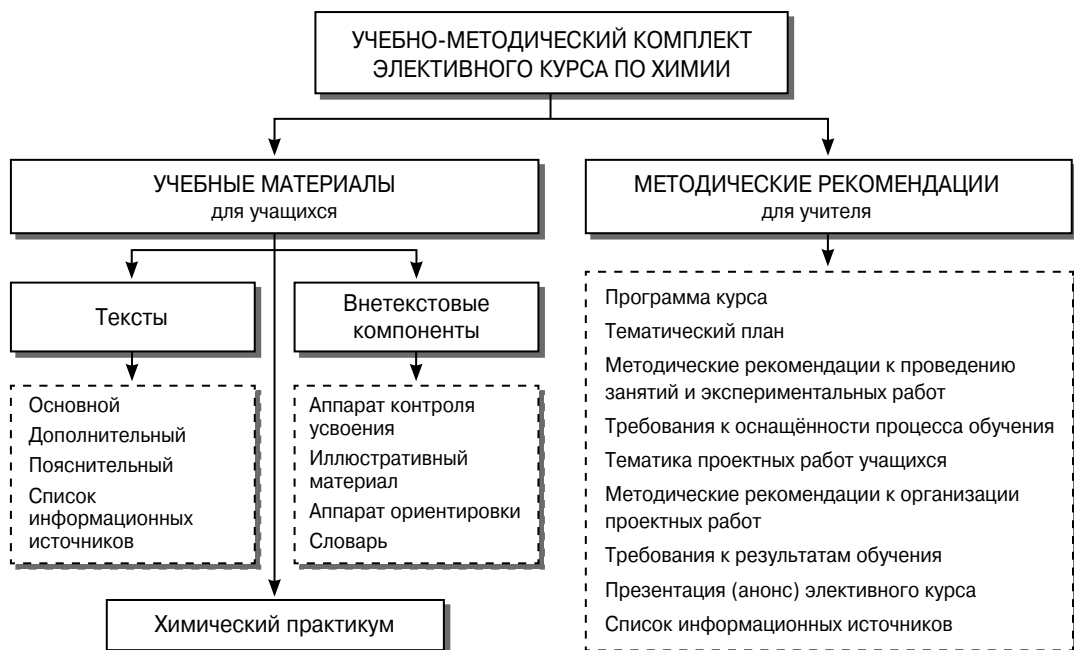 УЧЕБНО-МЕТОДИЧЕСКИЙ КОМПЛЕКТ
ЭЛЕКТИВНОГО КУРСА ПО ХИМИИ
УЧЕБНЫЕ МАТЕРИАЛЫ
для учащихся
Тексты
Основной
Дополнительный
Пояснительный
Список
информационных
источников
Внетекстовые
компоненты
Аппарат контроля
усвоения
Иллюстративный
материал
Аппарат ориентировки
Словарь
Химический практикум
МЕТОДИЧЕСКИЕ РЕКОМЕНДАЦИИ
для учителя
Программа курса
Тематический план
Методические рекомендации к проведению
занятий и экспериментальных работ
Требования к оснащённости процесса обучения
Тематика проектных работ учащихся
Методические рекомендации к организации
проектных работ
Требования к результатам обучения
Презентация (анонс) элективного курса
Список информационных источников